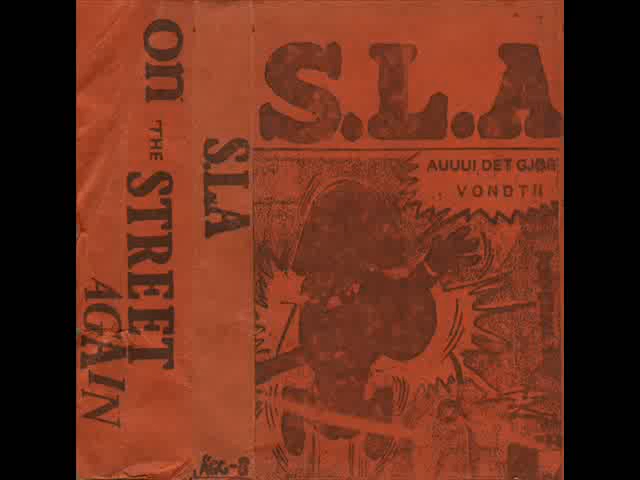 on THE STREET
AGAIN
S.L.A
S.L.A
AUUU! DET GJØR
VONDT!!